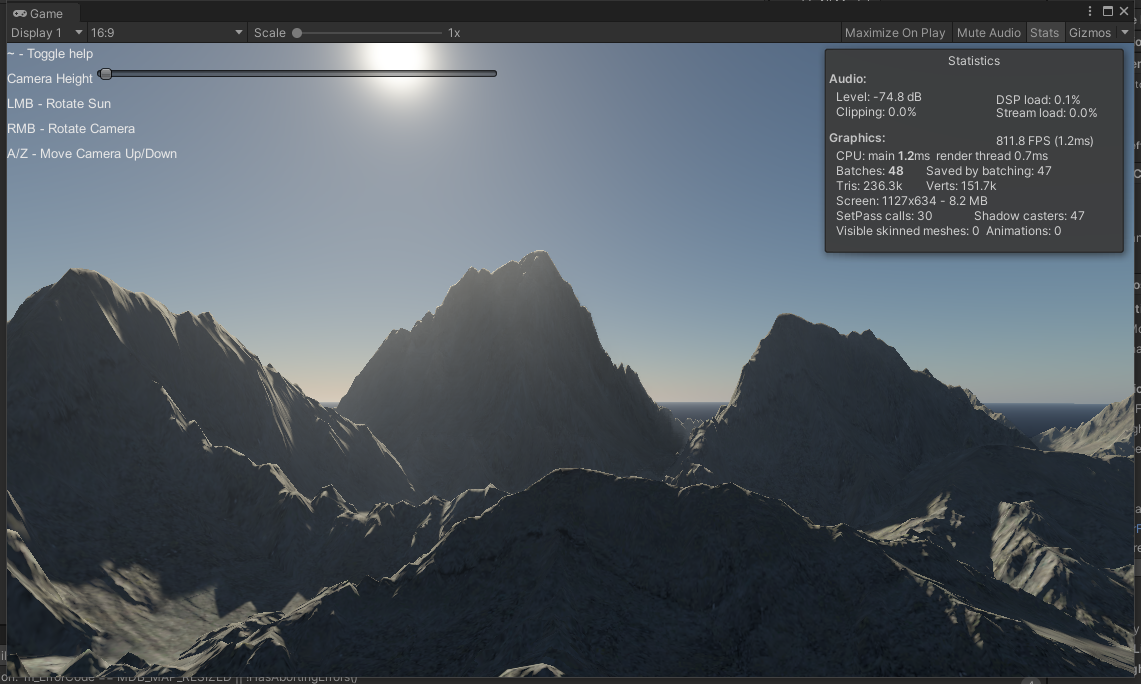 Game
Display 1 16:9 Scale 1x Maximize On Play Mute Audio Stats Gizmos
~ - Toggle help
Camera Height
LMB - Rotate Sun
RMB - Rotate Camera
A/Z - Move Camera Up/Down
Statistics
Audio:
Level: -74.8 dB DSP load: 0.1%
Clipping: 0.0% Stream load: 0.0%
Graphics: 811.8 FPS (1.2ms)
CPU: main 1.2ms render thread 0.7ms
Batches: 48 Saved by batching: 47
Tris: 236.3k Verts: 151.7k
Screen: 1127x634 - 8.2 MB
SetPass calls: 30 Shadow casters: 47
Visible skinned meshes: 0 Animations: 0
on: 'm_ErrorCode == MDB_MAP_RESIZED || !HasAbortingErrors()'